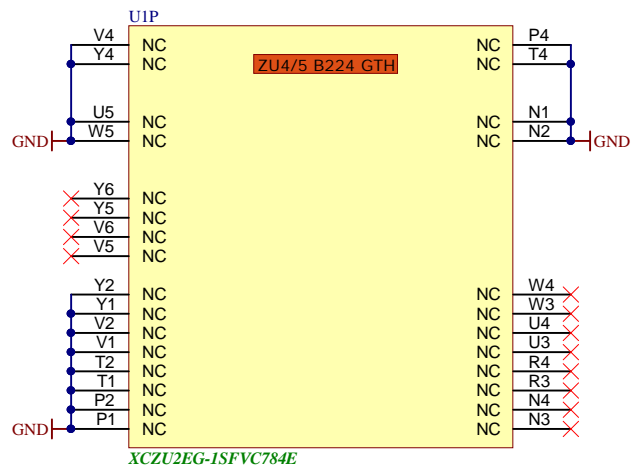 U1P
ZU4/5 B224 GTH
V4 NC NC P4
Y4 NC NC T4
U5 NC NC N1
GND W5 NC NC N2 GND
Y6 NC
Y5 NC
V6 NC
V5 NC
Y2 NC NC W4
Y1 NC NC W3
V2 NC NC U4
V1 NC NC U3
T2 NC NC R4
T1 NC NC R3
P2 NC NC N4
GND P1 NC NC N3
XCZU2EG-1SFVC784E